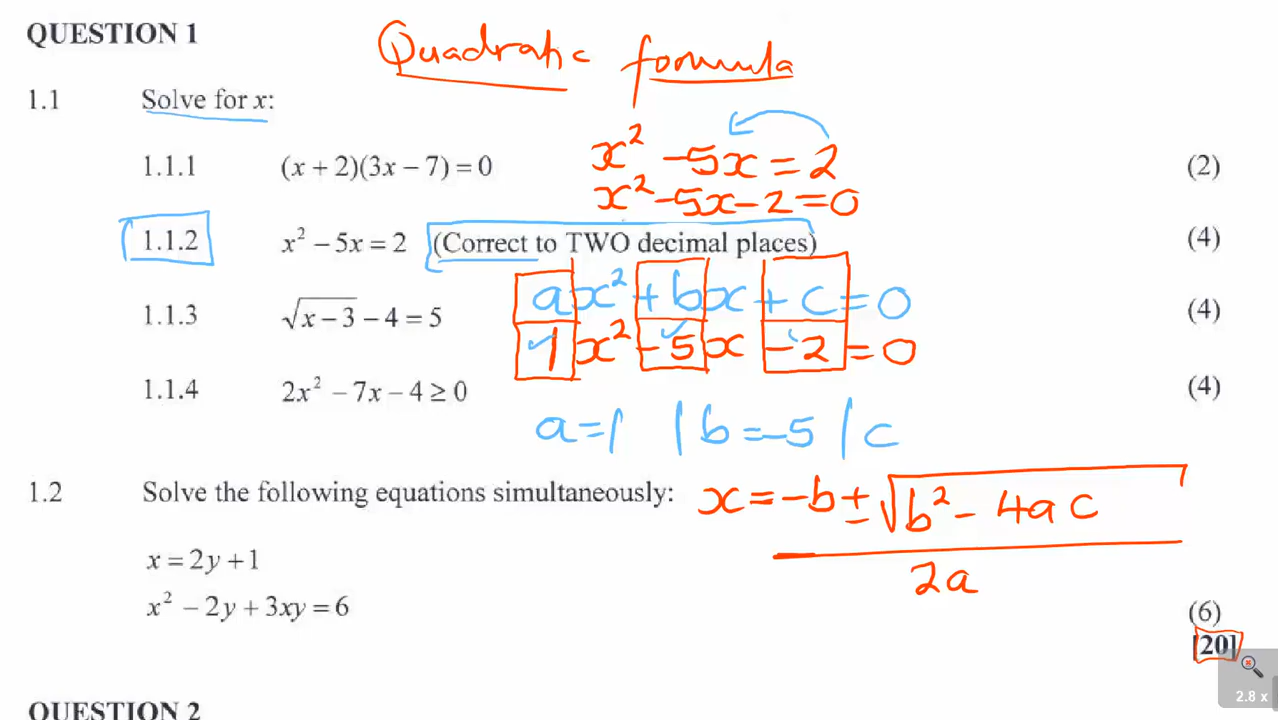 QUESTION 1
Quadratic formula
1.1 Solve for x:
x² - 5x = 2
1.1.1 (x + 2)(3x − 7) = 0 (2)
x² - 5x - 2 = 0
1.1.2 x² − 5x = 2 (Correct to TWO decimal places) (4)
ax² + bx + c = 0
1.1.3 √(x − 3) − 4 = 5 (4)
1x² - 5x - 2 = 0
1.1.4 2x² − 7x − 4 ≥ 0 (4)
a = 1 | b = -5 | c
1.2 Solve the following equations simultaneously:
x = -b ± √(b² - 4ac)
2a
x = 2y + 1
x² − 2y + 3xy = 6
(6)
[20]
2.8 x
QUESTION 2